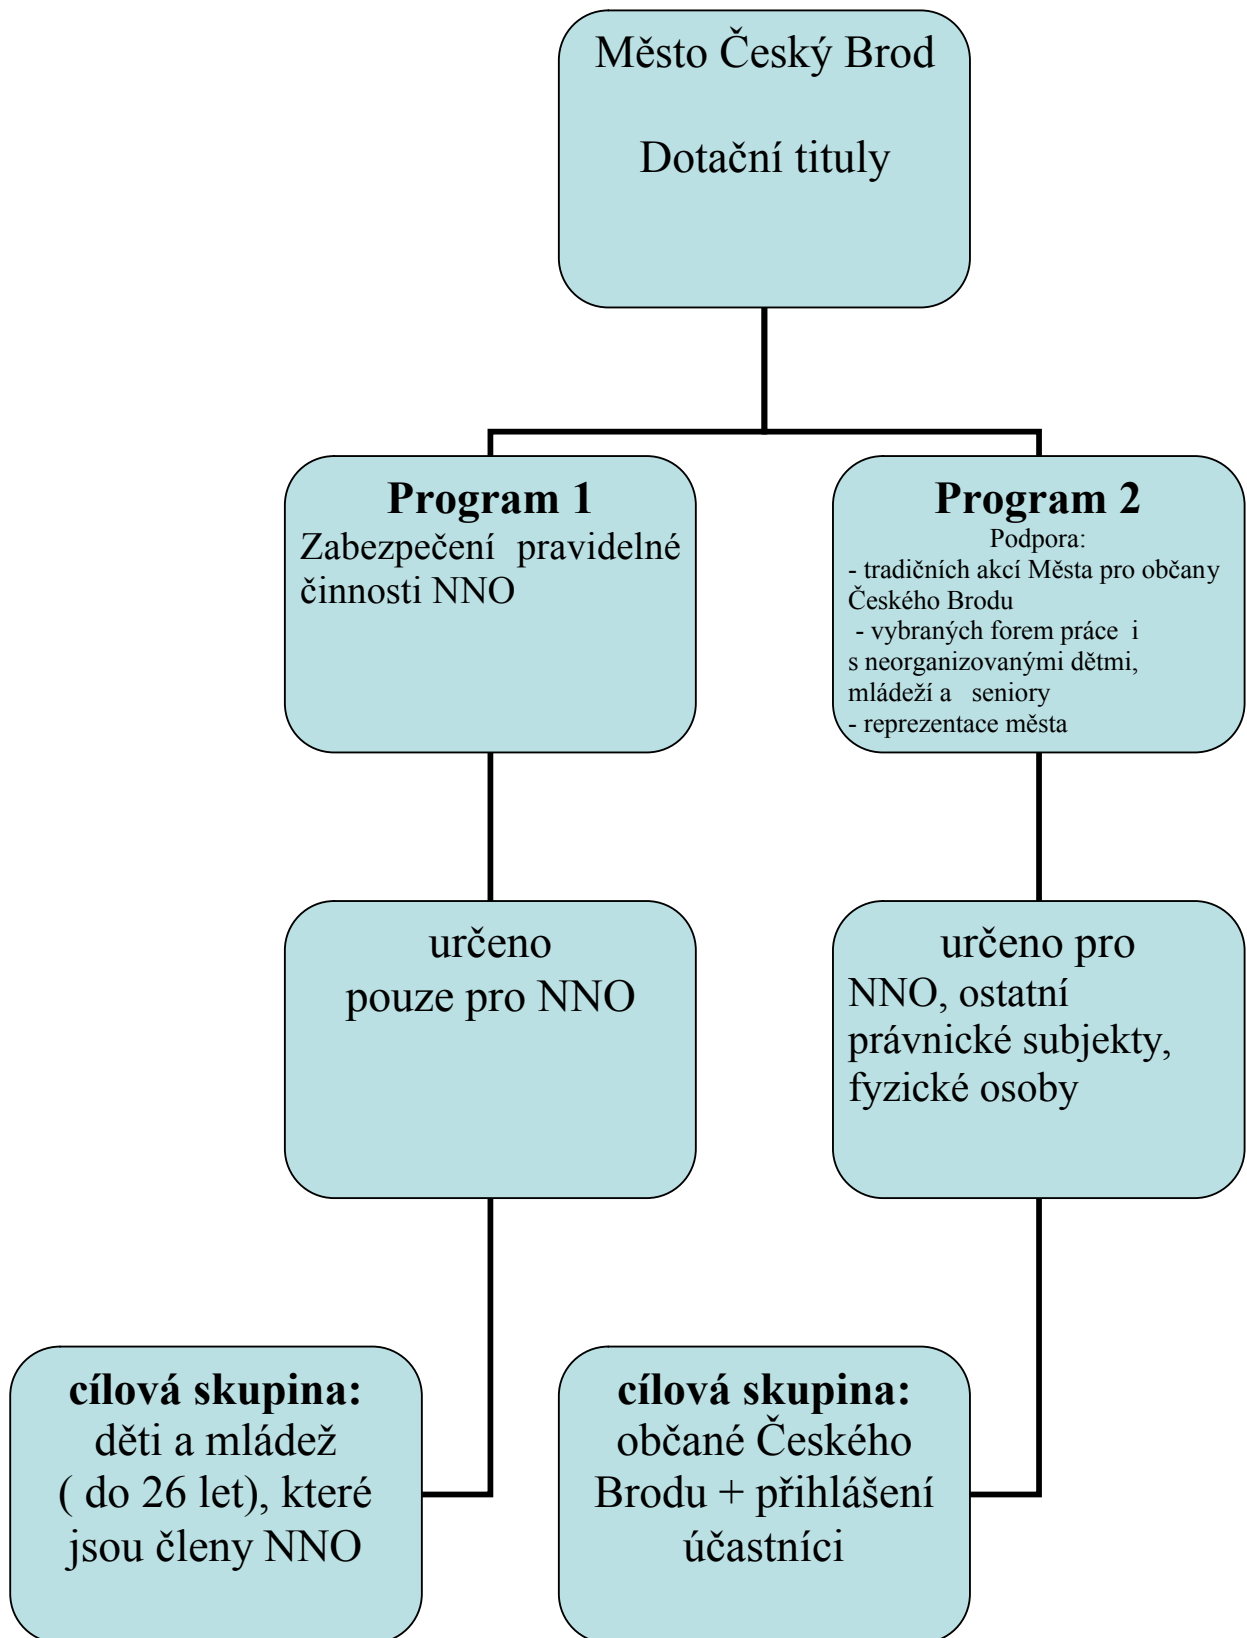 Město Český Brod
Dotační tituly
Program 1
Zabezpečení pravidelné
činnosti NNO
Program 2
Podpora:
- tradičních akcí Města pro občany
Českého Brodu
- vybraných forem práce i
s neorganizovanými dětmi,
mládeží a seniory
- reprezentace města
určeno
pouze pro NNO
určeno pro
NNO, ostatní
právnické subjekty,
fyzické osoby
cílová skupina:
děti a mládež
( do 26 let), které
jsou členy NNO
cílová skupina:
občané Českého
Brodu + přihlášení
účastníci